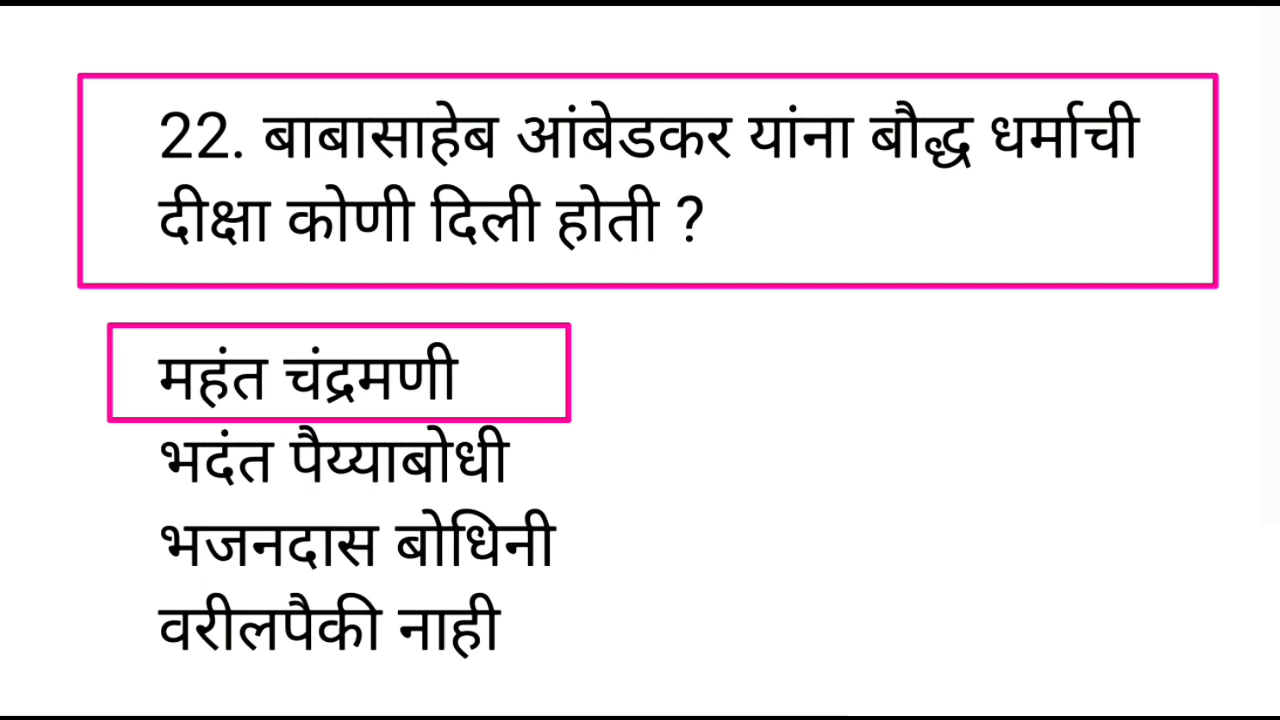 22. बाबासाहेब आंबेडकर यांना बौद्ध धर्माची
दीक्षा कोणी दिली होती ?
महंत चंद्रमणी
भदंत पैय्याबोधी
भजनदास बोधिनी
वरीलपैकी नाही